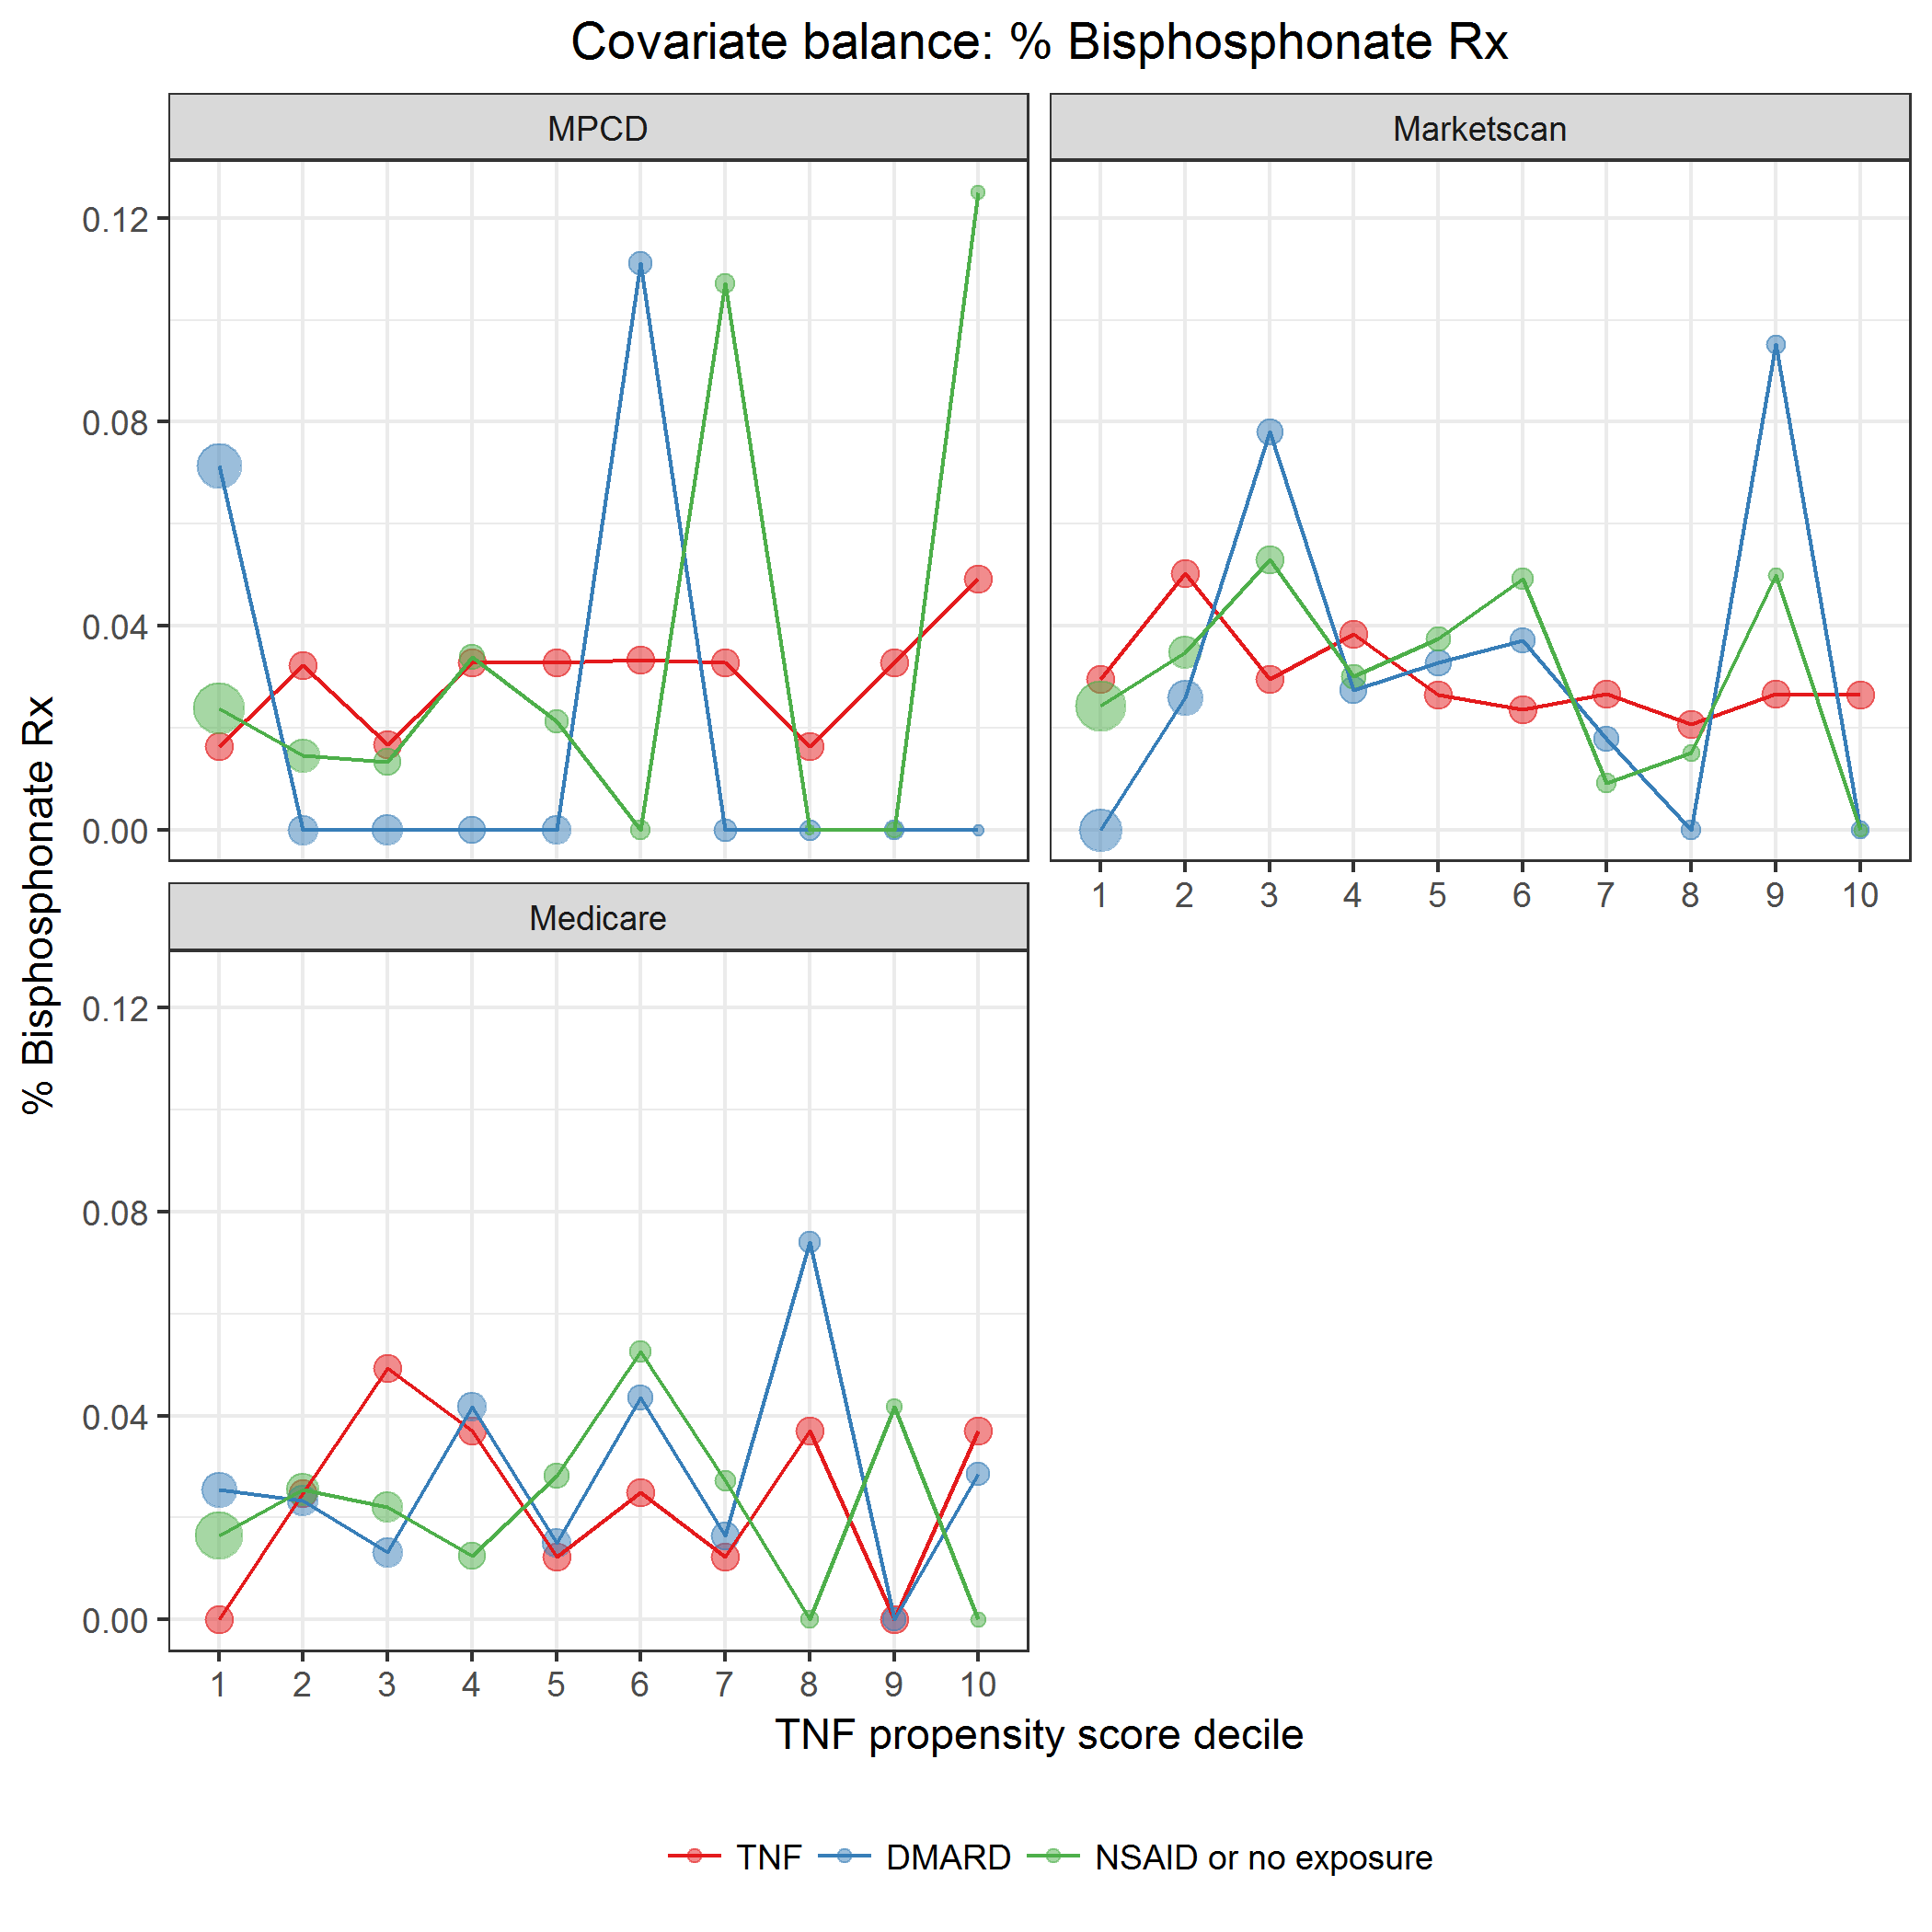 Covariate balance: % Bisphosphonate Rx
MPCD
Marketscan
0.12
0.08
0.04
0.00
1 2 3 4 5 6 7 8 9 10
Medicare
0.12
0.08
0.04
0.00
1 2 3 4 5 6 7 8 9 10
% Bisphosphonate Rx
TNF propensity score decile
TNF DMARD NSAID or no exposure